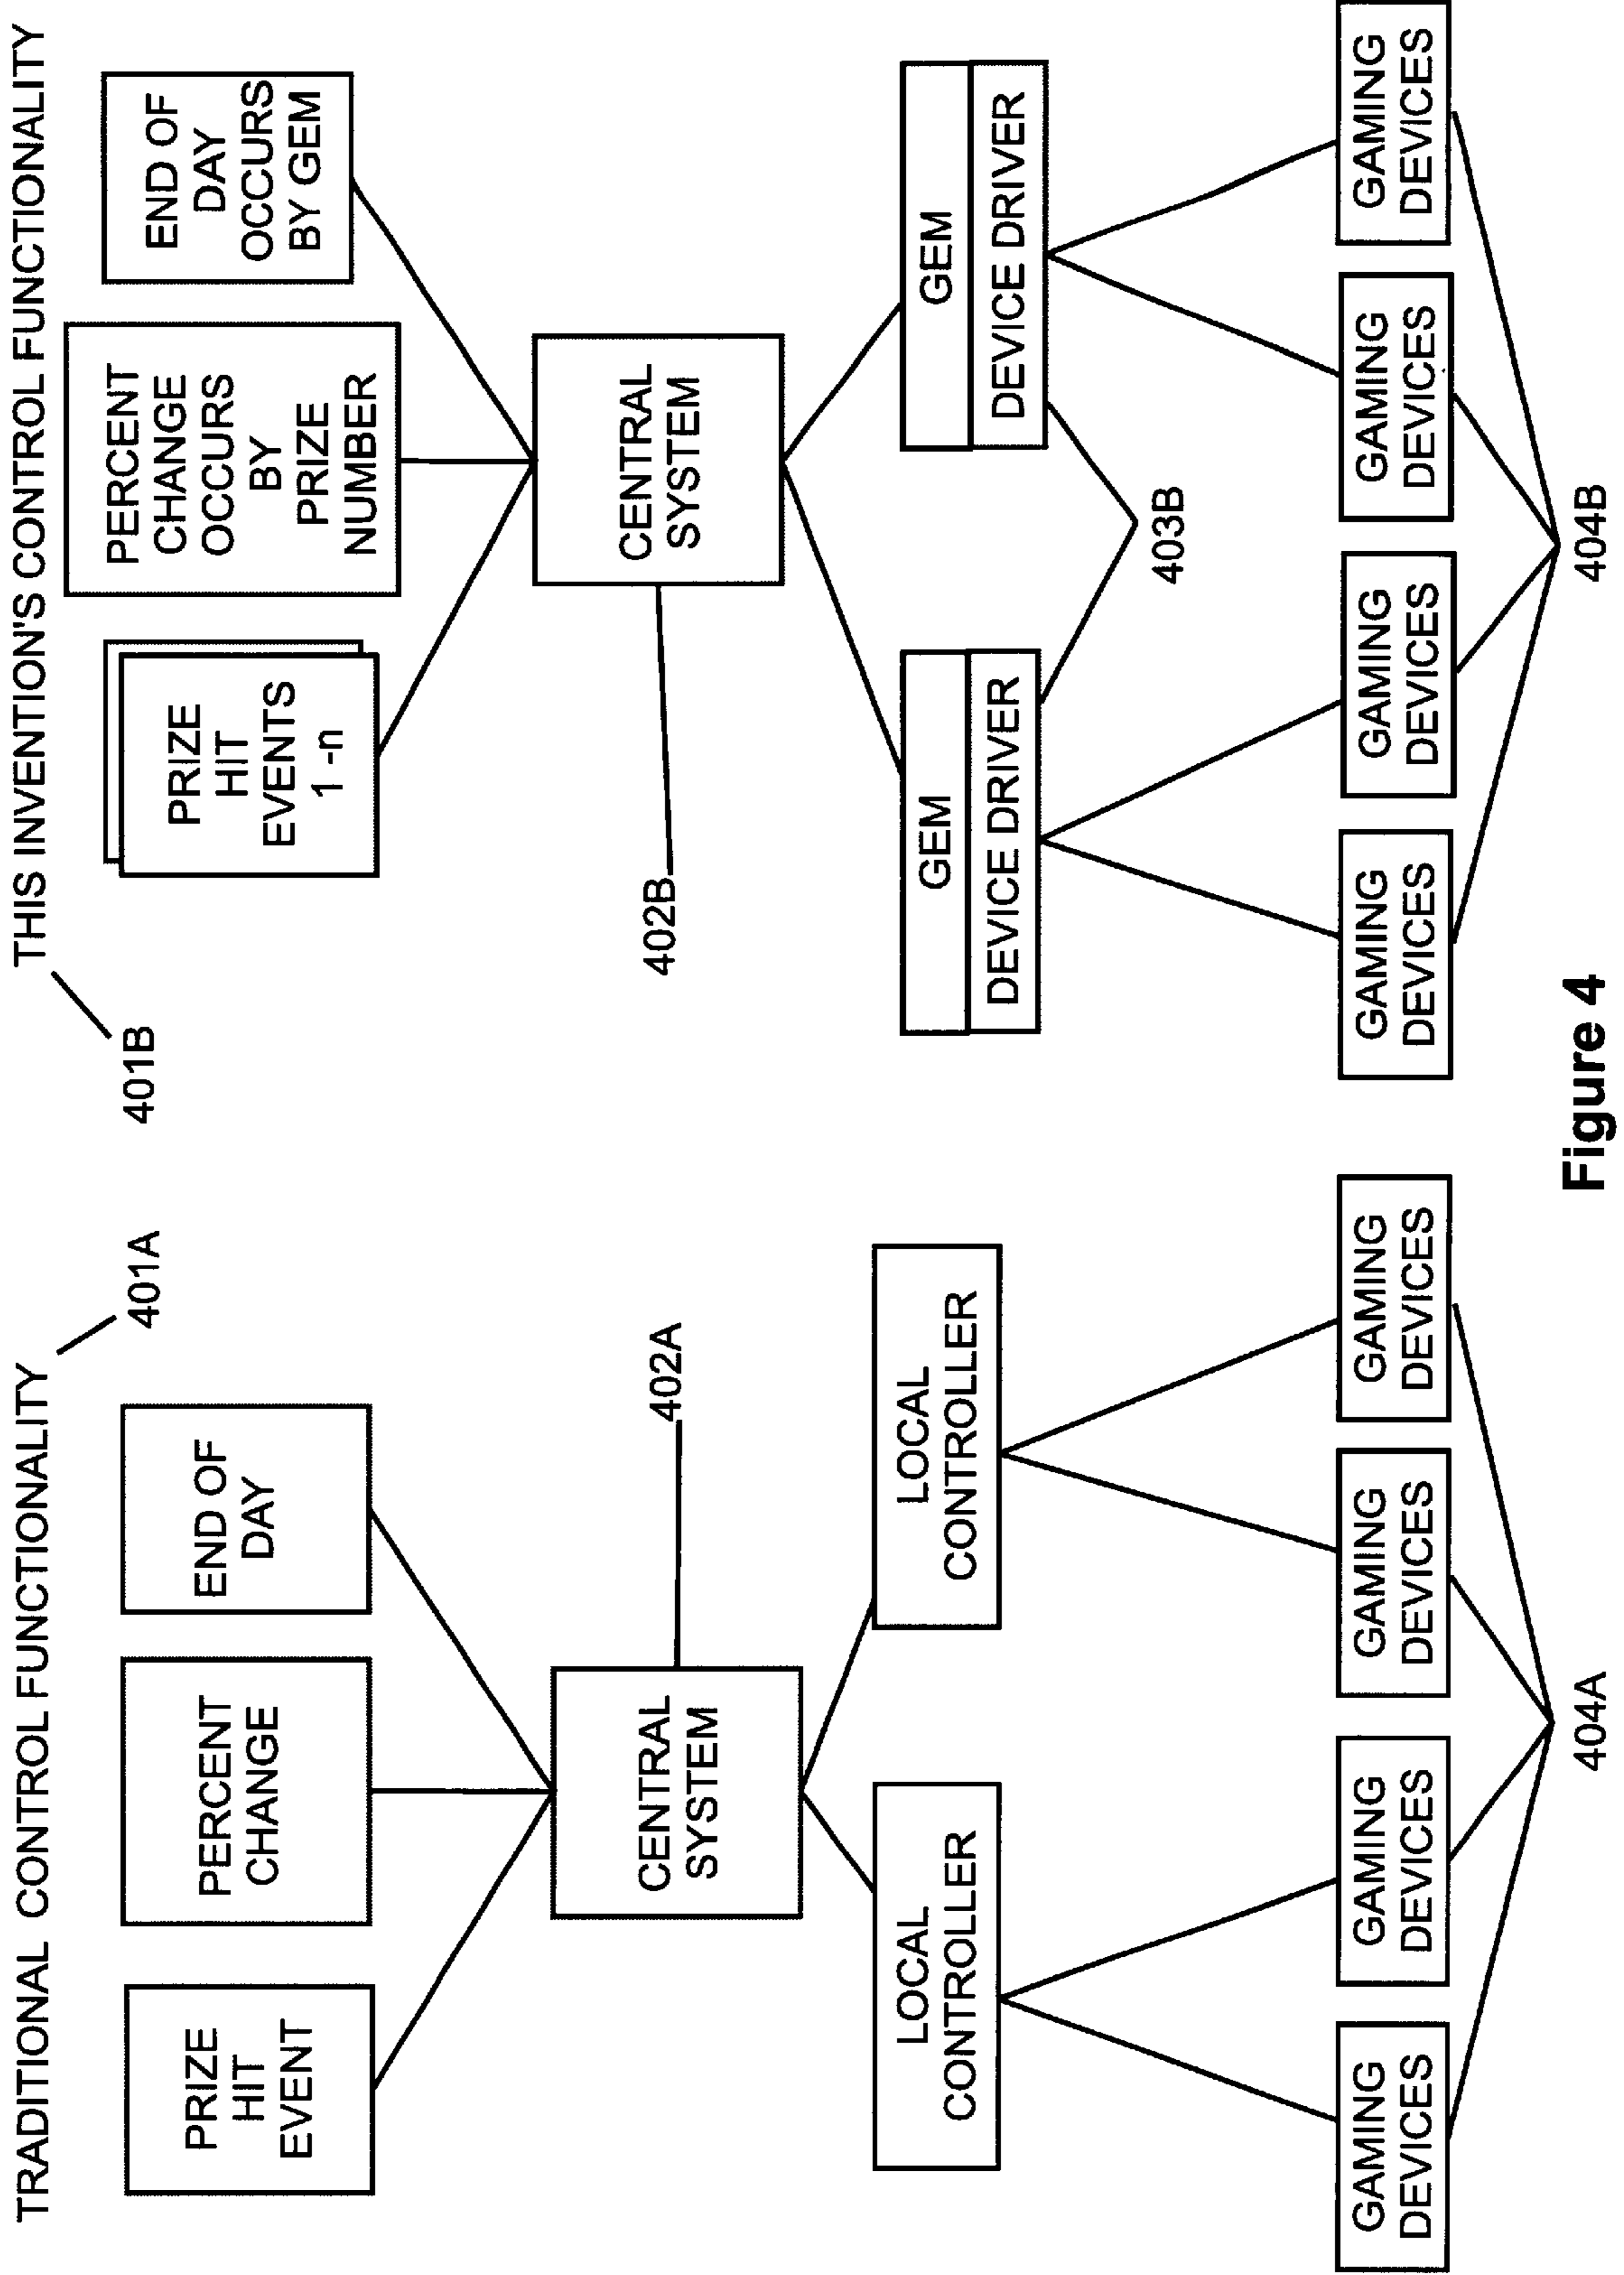 TRADITIONAL CONTROL FUNCTIONALITY
401A
PRIZE
HIT
EVENT
PERCENT
CHANGE
END OF
DAY
CENTRAL
SYSTEM
402A
LOCAL
CONTROLLER
LOCAL
CONTROLLER
GAMING
DEVICES
GAMING
DEVICES
GAMING
DEVICES
GAMING
DEVICES
404A
THIS INVENTION'S CONTROL FUNCTIONALITY
401B
PRIZE
HIT
EVENTS
1 -n
PERCENT
CHANGE
OCCURS
BY
PRIZE
NUMBER
END OF
DAY
OCCURS
BY GEM
CENTRAL
SYSTEM
402B
GEM
DEVICE DRIVER
GEM
DEVICE DRIVER
403B
GAMING
DEVICES
GAMING
DEVICES
GAMING
DEVICES
GAMING
DEVICES
404B
Figure 4